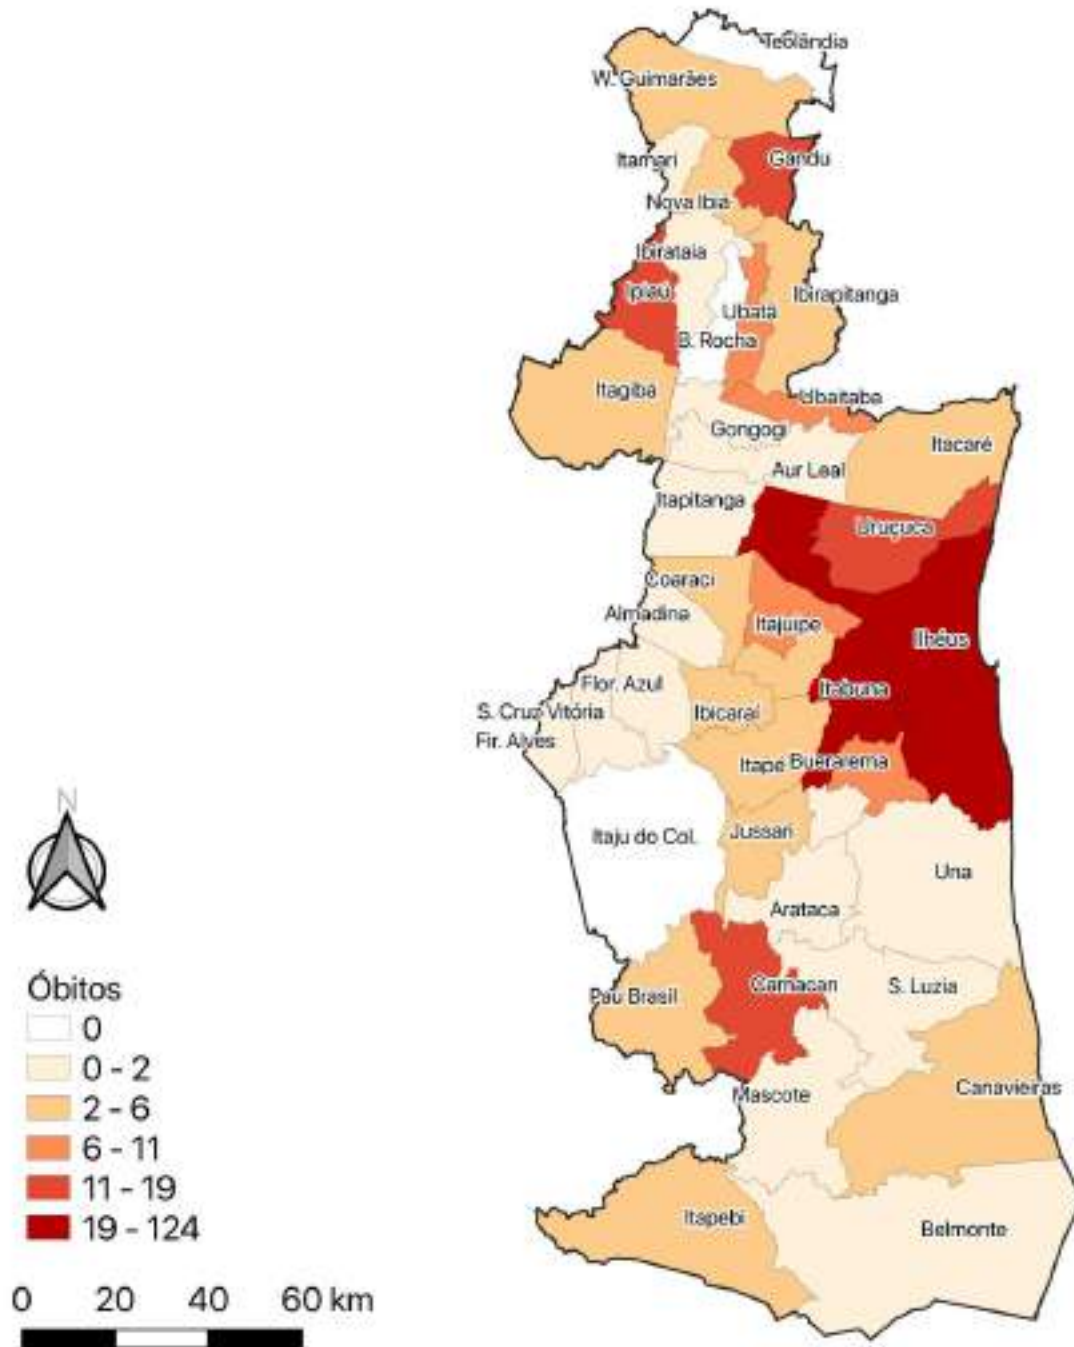 Teolândia
W. Guimarães
Itamari
Gandu
Nova Ibiá
Ibirataia
Ipiaú
Ibirapitanga
Ubatã
B. Rocha
Itagibá
Ubaitaba
Gongogi
Itacaré
Aur Leal
Itapitanga
Uruçuca
Coaraci
Almadina
Itajuípe
Ilhéus
Flor. Azul
Itabuna
S. Cruz Vitória
Ibicaraí
Fir. Alves
Itapé
Buerarema
N
Itaju do Col.
Jussari
Una
Arataca
Óbitos
Pau Brasil
Camacan
S. Luzia
0
0 - 2
2 - 6
Canavieiras
Mascote
6 - 11
11 - 19
19 - 124
Itapebi
Belmonte
0 20 40 60 km